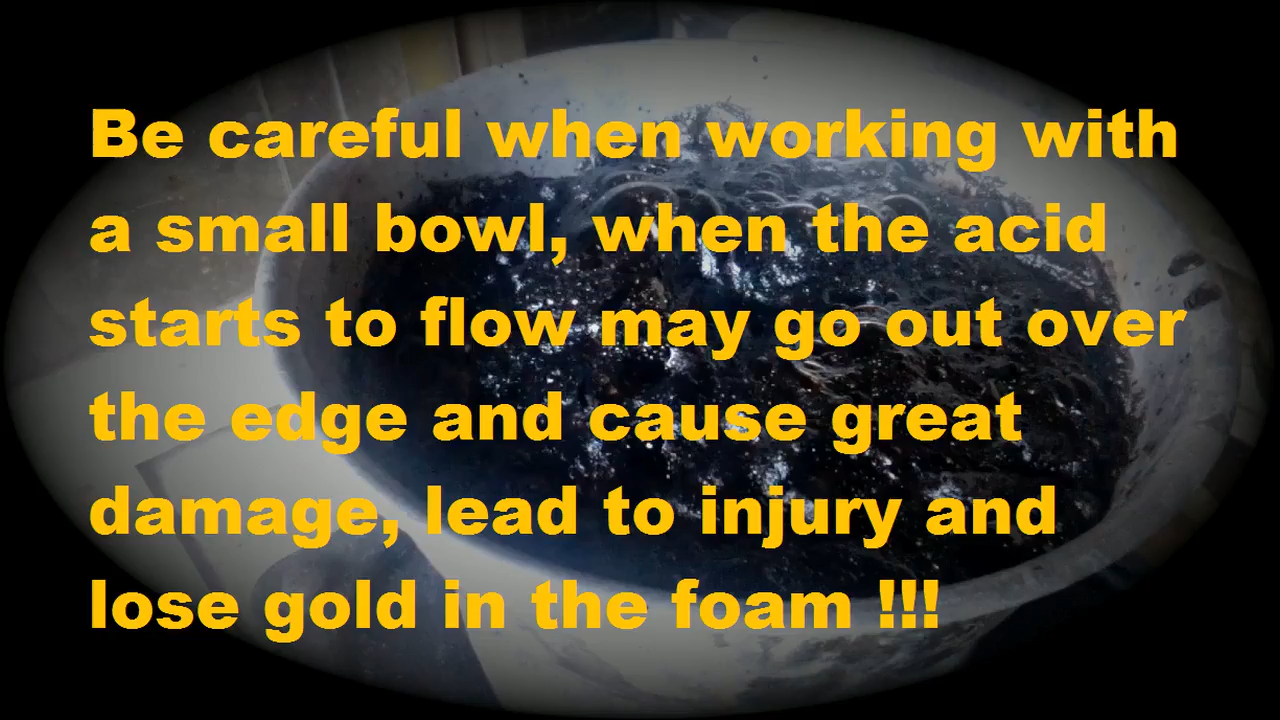 Be careful when working with
a small bowl, when the acid
starts to flow may go out over
the edge and cause great
damage, lead to injury and
lose gold in the foam !!!